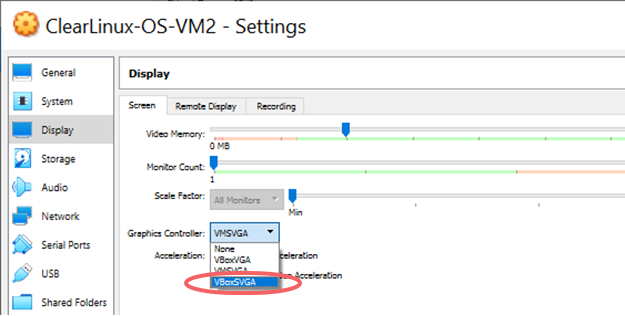 ClearLinux-OS-VM2 - Settings
General
System
Display
Storage
Audio
Network
Serial Ports
USB
Shared Folders
Display
Screen Remote Display Recording
Video Memory:
0 MB
Monitor Count:
1
Scale Factor: All Monitors
Min
Graphics Controller: VMSVGA
None
VBoxVGA
VMSVGA
VBoxSVGA
Acceleration: celeration
Acceleration